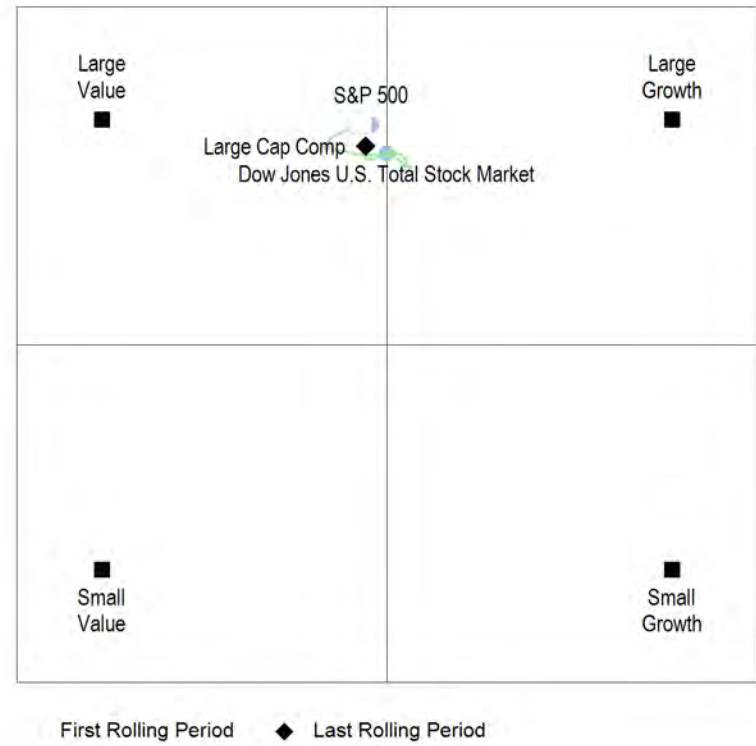 Large
Value
Large
Growth
S&P 500
Large Cap Comp
Dow Jones U.S. Total Stock Market
Small
Value
Small
Growth
First Rolling Period
Last Rolling Period